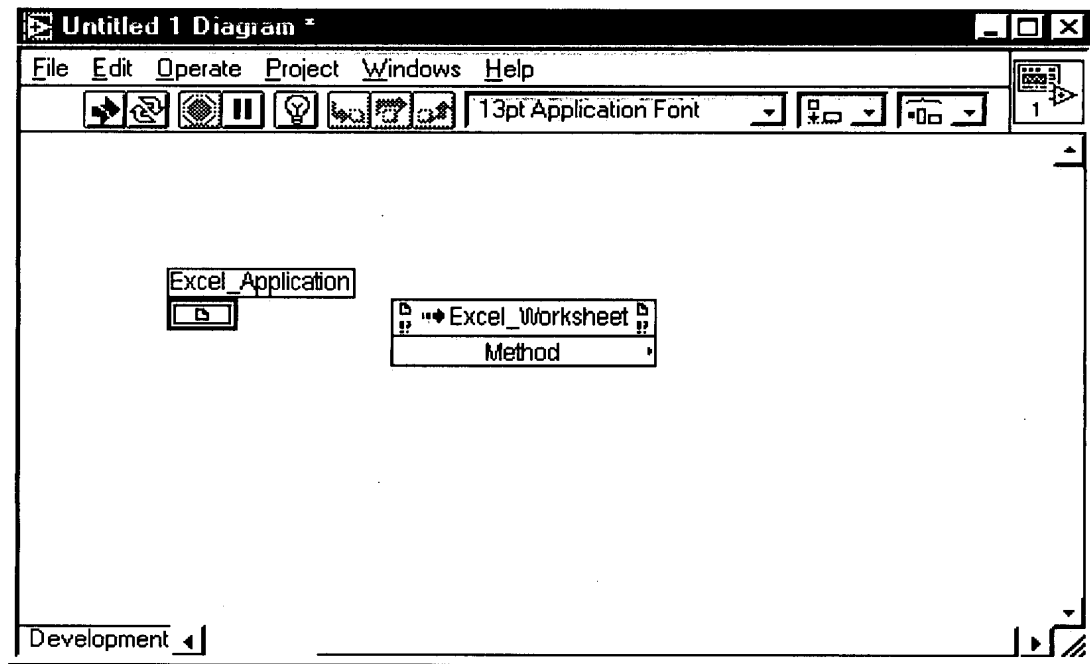 Untitled 1 Diagram *
File Edit Operate Project Windows Help
13pt Application Font
1
Excel_Application
Excel_Worksheet
Method
Development